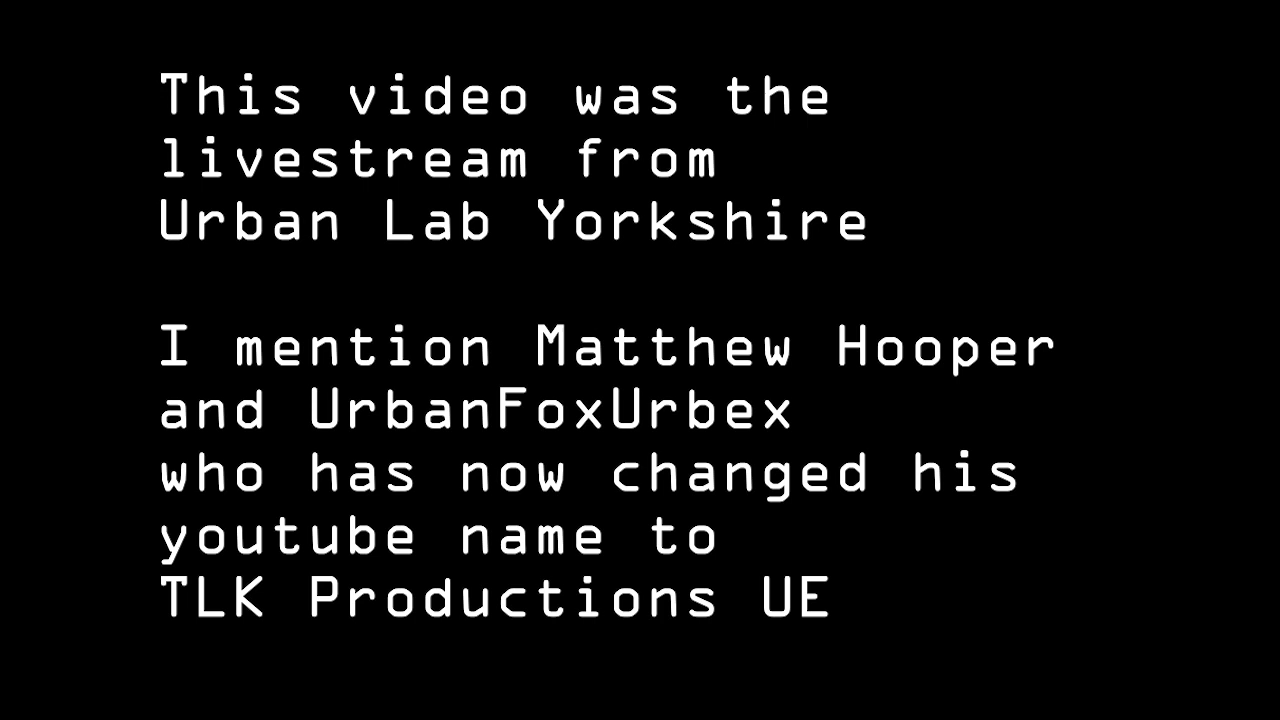 This video was the
livestream from
Urban Lab Yorkshire
I mention Matthew Hooper
and UrbanFoxUrbex
who has now changed his
youtube name to
TLK Productions UE